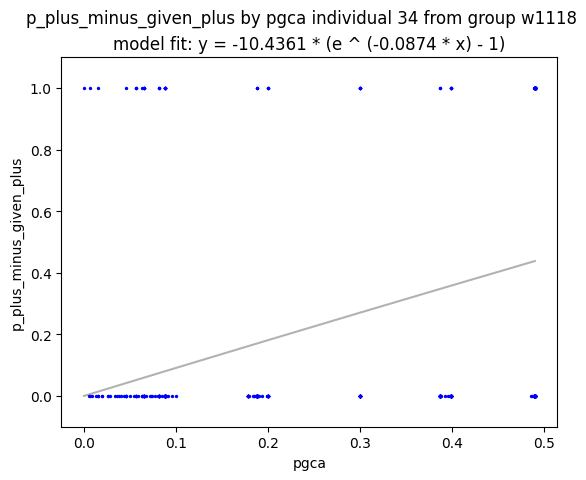 p_plus_minus_given_plus by pgca individual 34 from group w1118
model fit: y = -10.4361 * (e ^ (-0.0874 * x) - 1)
1.0
0.8
0.6
0.4
0.2
0.0
p_plus_minus_given_plus
0.0 0.1 0.2 0.3 0.4 0.5
pgca